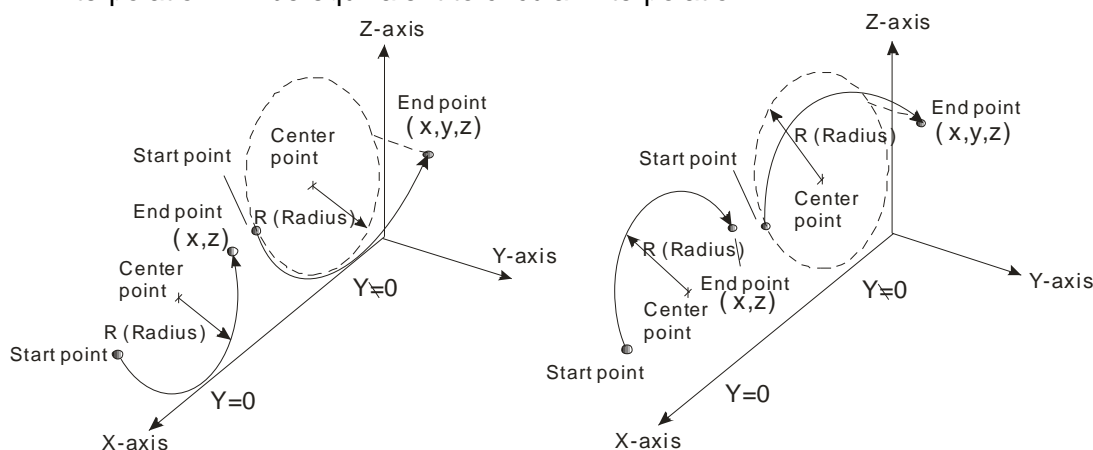 Z-axis
End point
(x,y,z)
Center
point
Start point
R (Radius)
End point
(x,z)
Center
point
R (Radius)
Start point
Y-axis
Y≠0
Y=0
X-axis
Z-axis
End point
(x,y,z)
R (Radius)
Start point
Center
point
R (Radius)
End point
(x,z)
Center
point
Start point
Y-axis
Y≠0
Y=0
X-axis